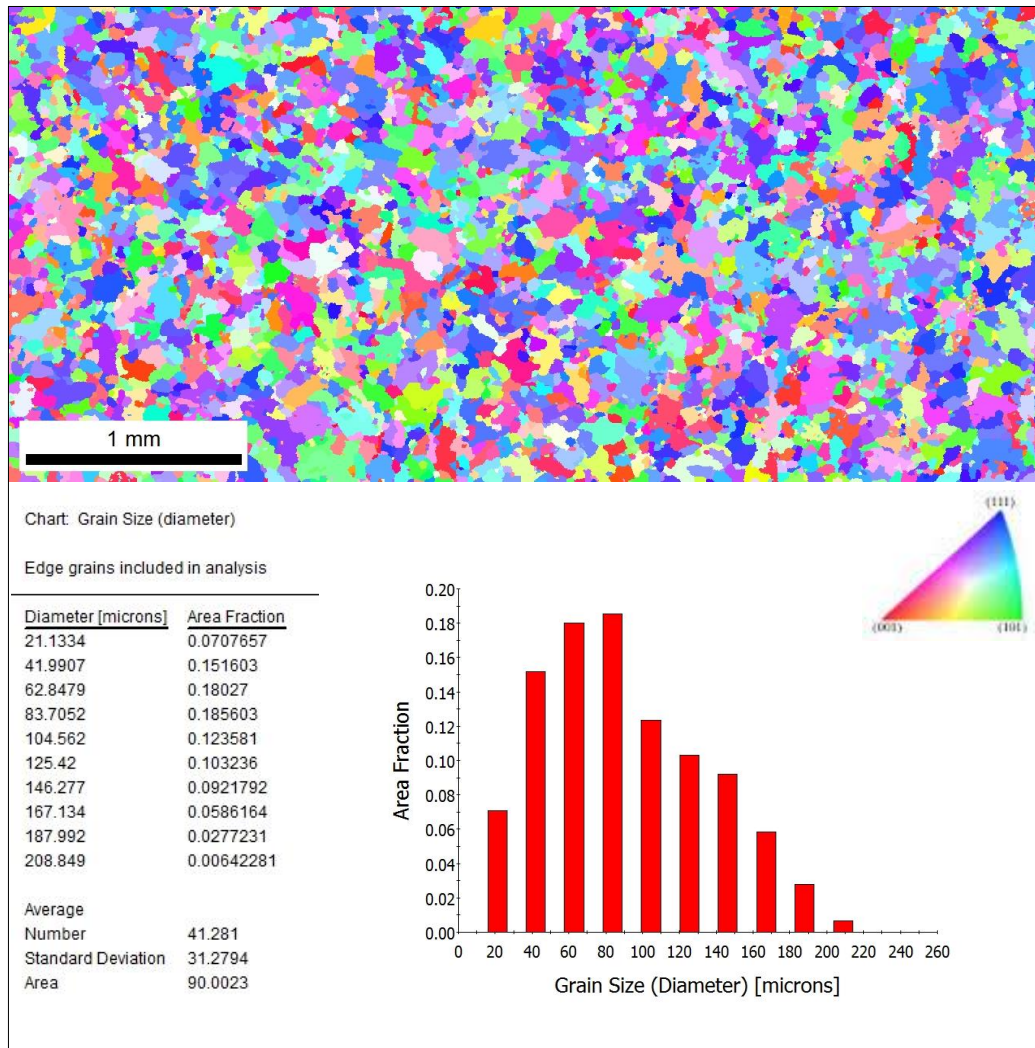 1 mm
Chart:  Grain Size (diameter)
Edge grains included in analysis
Diameter [microns] Area Fraction
21.1334 0.0707657
41.9907 0.151603
62.8479 0.18027
83.7052 0.185603
104.562 0.123581
125.42 0.103236
146.277 0.0921792
167.134 0.0586164
187.992 0.0277231
208.849 0.00642281
Average
Number 41.281
Standard Deviation 31.2794
Area 90.0023
(111)
(001) (101)
0.20
0.18
0.16
0.14
0.12
0.10
0.08
0.06
0.04
0.02
0.00
Area Fraction
0 20 40 60 80 100 120 140 160 180 200 220 240 260
Grain Size (Diameter) [microns]